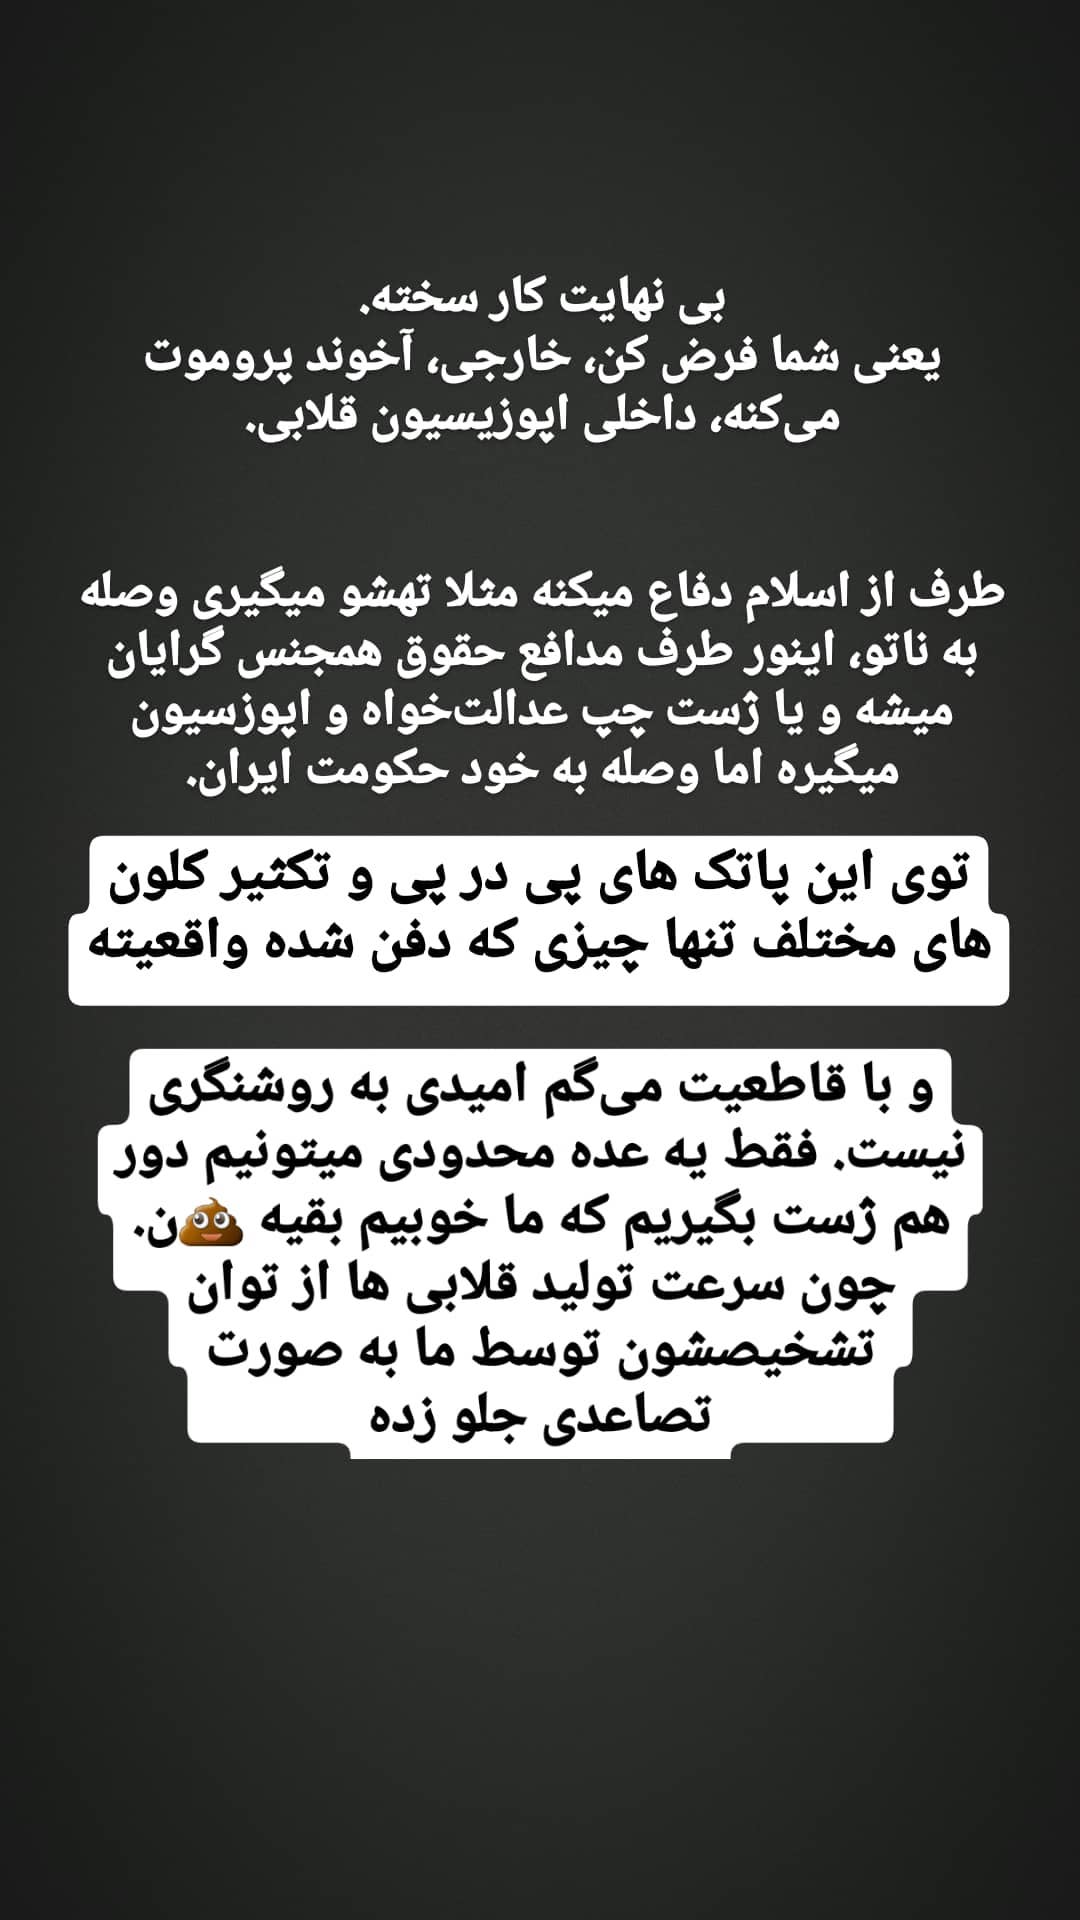 بی نهایت کار سخته.
یعنی شما فرض کن، خارجی، آخوند پروموت
می‌کنه، داخلی اپوزیسیون قلابی.
طرف از اسلام دفاع میکنه مثلا تهشو میگیری وصله
به ناتو، اینور طرف مدافع حقوق همجنس گرایان
میشه و یا ژست چپ عدالت‌خواه و اپوزسیون
میگیره اما وصله به خود حکومت ایران.
توی این پاتک های پی در پی و تکثیر کلون
های مختلف تنها چیزی که دفن شده واقعیته
و با قاطعیت می‌گم امیدی به روشنگری
نیست. فقط یه عده محدودی میتونیم دور
هم ژست بگیریم که ما خوبیم بقیه 💩ن.
چون سرعت تولید قلابی ها از توان
تشخیصشون توسط ما به صورت
تصاعدی جلو زده